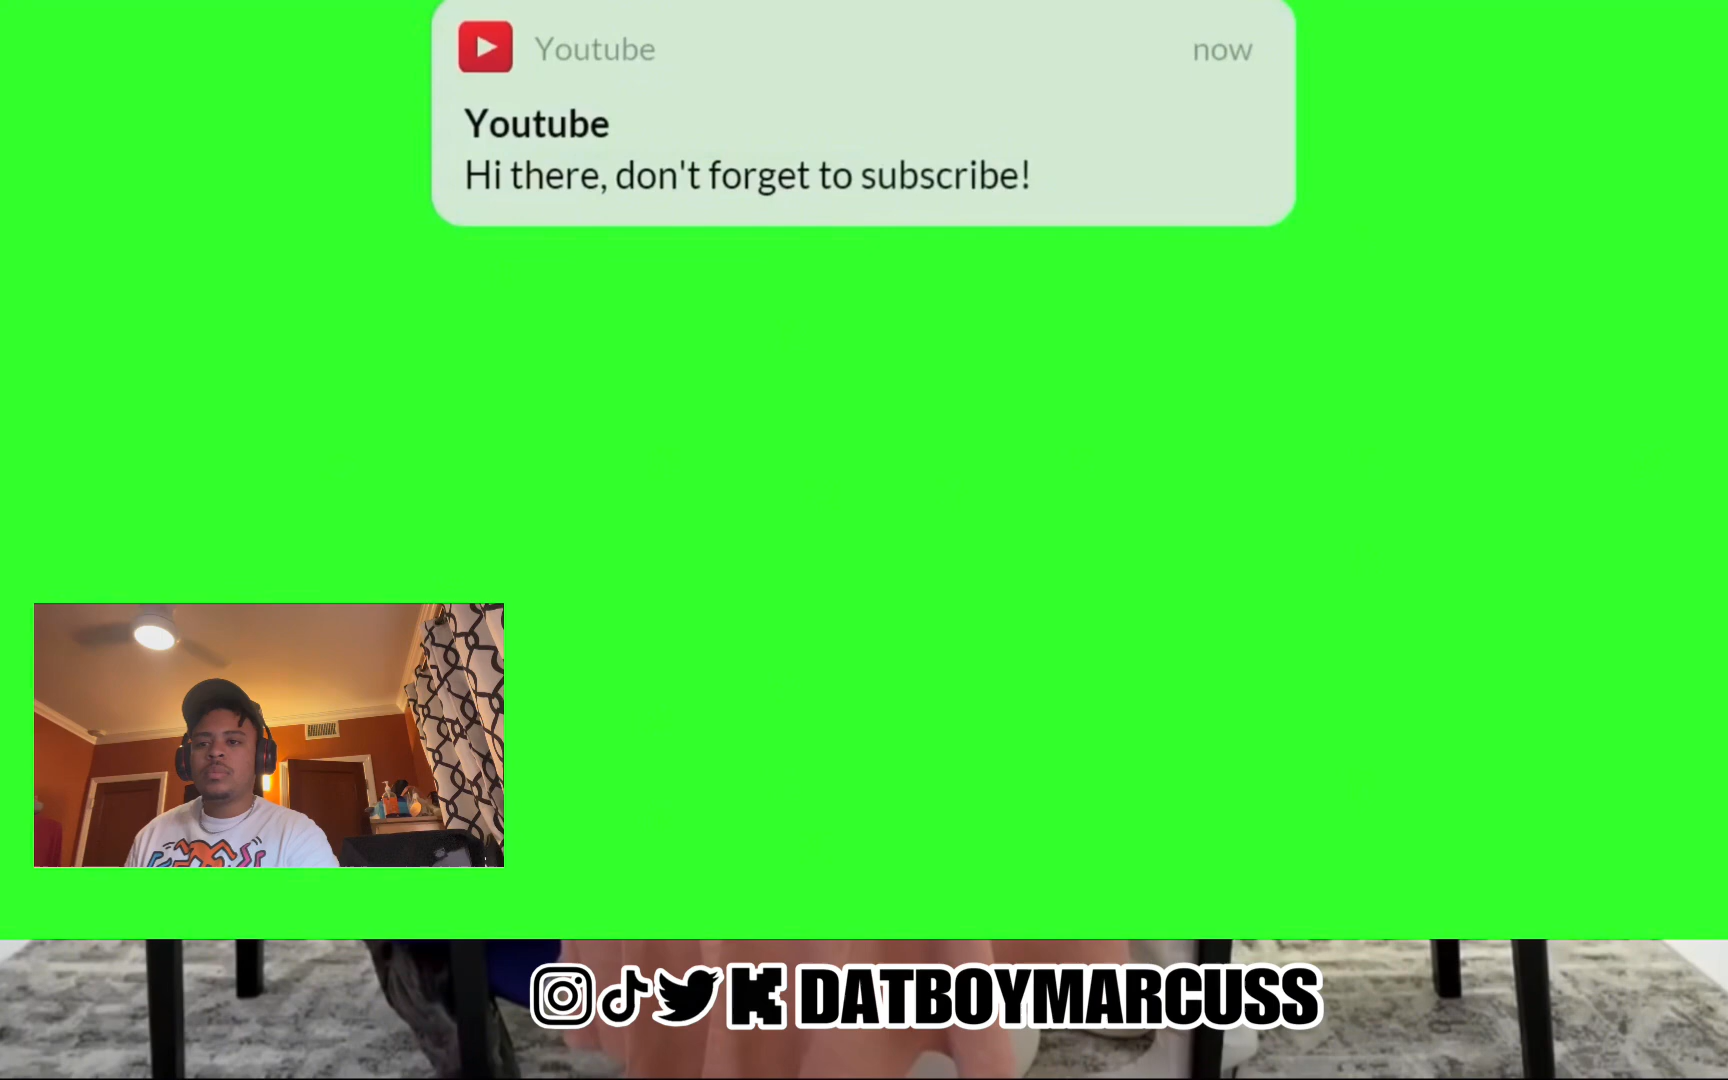 Youtube
now
Youtube
Hi there, don't forget to subscribe!
DATBOYMARCUSS